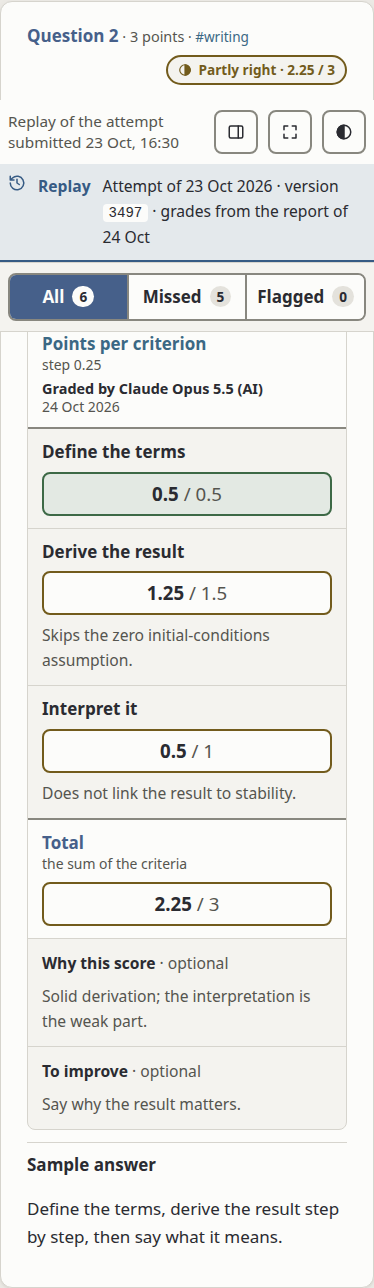 Question 2 · 3 points · #writing
Partly right · 2.25 / 3
Replay of the attempt
submitted 23 Oct, 16:30
Replay Attempt of 23 Oct 2026 · version
3497 · grades from the report of
24 Oct
All 6 Missed 5 Flagged 0
Points per criterion
step 0.25
Graded by Claude Opus 5.5 (AI)
24 Oct 2026
Define the terms
0.5 / 0.5
Derive the result
1.25 / 1.5
Skips the zero initial-conditions
assumption.
Interpret it
0.5 / 1
Does not link the result to stability.
Total
the sum of the criteria
2.25 / 3
Why this score · optional
Solid derivation; the interpretation is
the weak part.
To improve · optional
Say why the result matters.
Sample answer
Define the terms, derive the result step
by step, then say what it means.